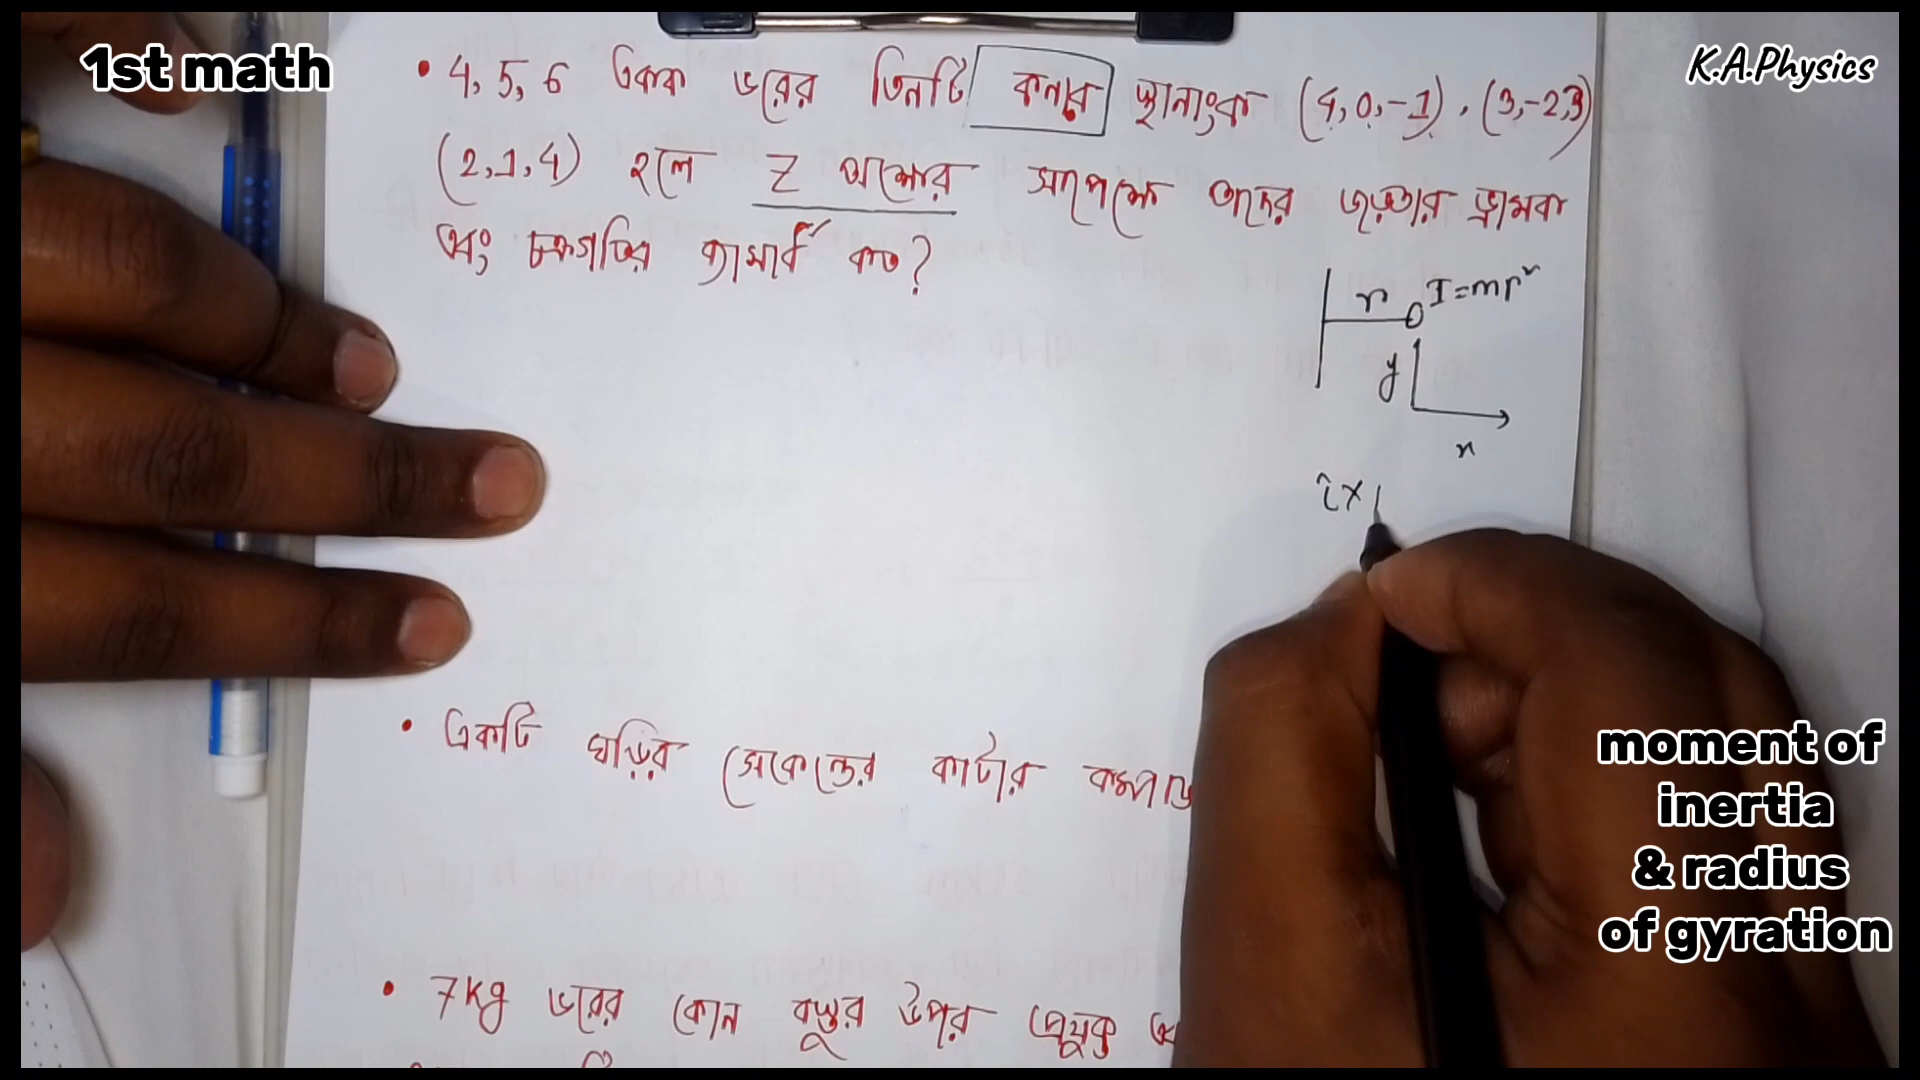 1st math
K.A.Physics
• 4, 5, 6 একক ভরের তিনটি কনার স্থানাংক (4,0,-1), (3,-2,3)
(2,1,4) হলে Z অক্ষের সাপেক্ষে তাদের জড়তার ভ্রামক
এবং চক্রগতির ব্যাসার্ধ কত?
r I=mr²
y
x
î×
• একটি ঘড়ির সেকেন্ডের কাটার
moment of
inertia
& radius
of gyration
• 7kg ভরের কোন বস্তুর উপর প্রযুক্ত